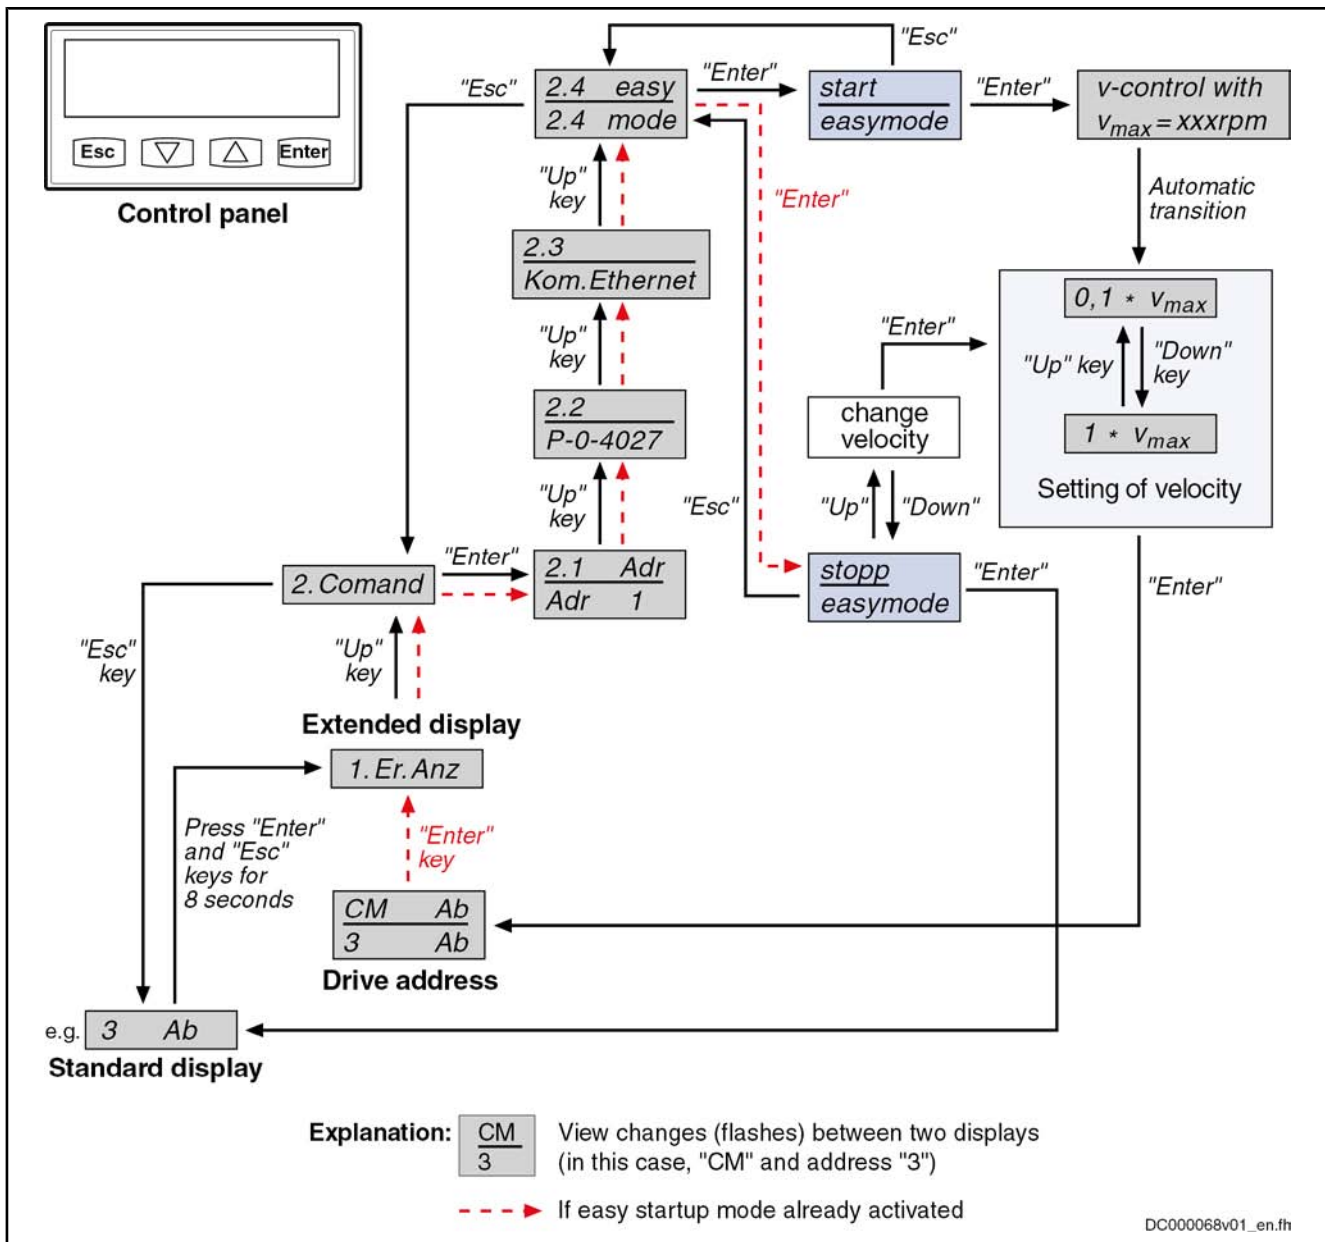 Esc
Enter
Control panel
"Esc"
"Esc"
2.4 easy
2.4 mode
"Enter"
start
easymode
"Enter"
v-control with
vmax = xxxrpm
"Up"
key
"Enter"
Automatic
transition
2.3
Kom.Ethernet
0,1 * vmax
"Up" key
"Down"
key
1 * vmax
Setting of velocity
"Enter"
"Up"
key
change
velocity
2.2
P-0-4027
"Up"
key
"Esc"
"Up"
"Down"
2. Comand
"Enter"
2.1 Adr
Adr 1
stopp
easymode
"Enter"
"Enter"
"Esc"
key
"Up"
key
Extended display
1. Er. Anz
Press "Enter"
and "Esc"
keys for
8 seconds
"Enter"
key
CM Ab
3 Ab
Drive address
e.g. 3 Ab
Standard display
Explanation:
CM
3
View changes (flashes) between two displays
(in this case, "CM" and address "3")
If easy startup mode already activated
DC000068v01_en.fh